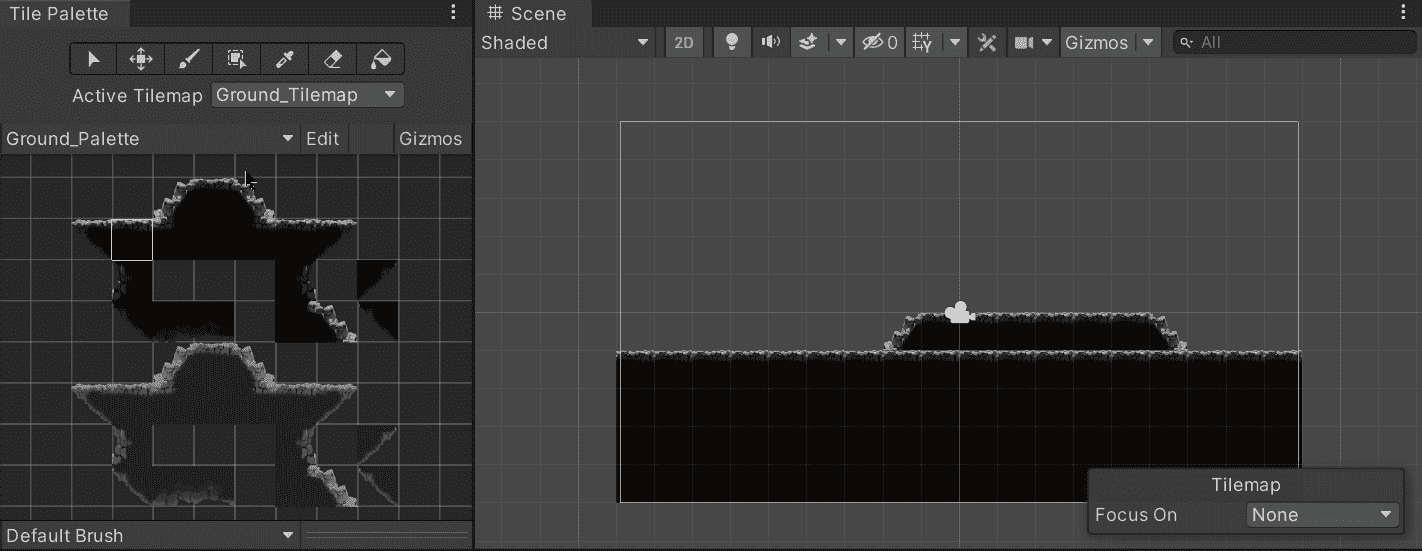 Tile Palette
Active Tilemap Ground_Tilemap
Ground_Palette Edit Gizmos
Default Brush
Scene
Shaded 2D 0 Gizmos All
Tilemap
Focus On None